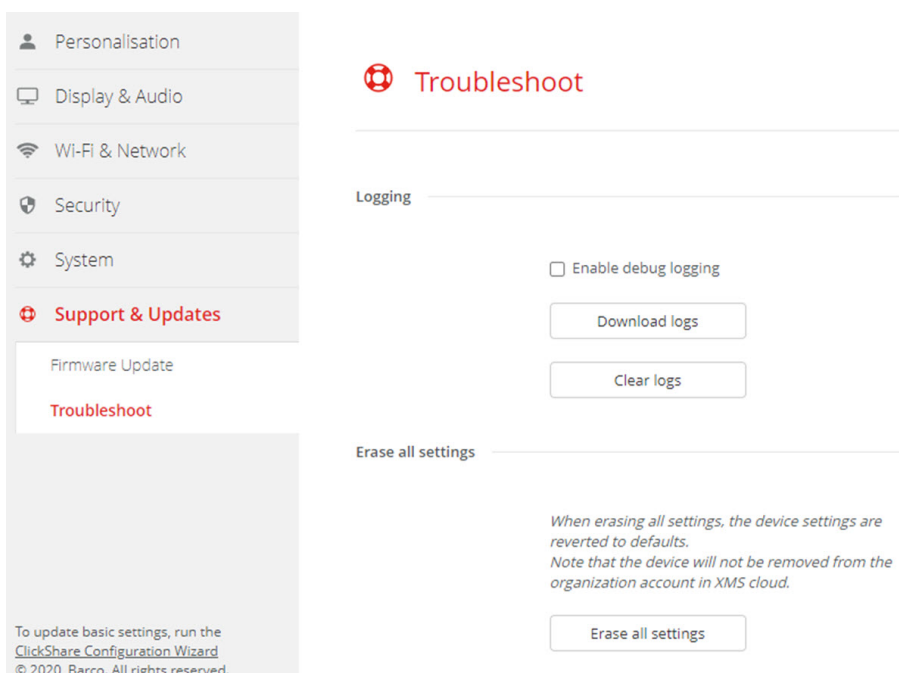 Personalisation
Display & Audio
Wi-Fi & Network
Security
System
Support & Updates
Firmware Update
Troubleshoot
To update basic settings, run the
ClickShare Configuration Wizard
© 2020, Barco. All rights reserved.
Troubleshoot
Logging
Enable debug logging
Download logs
Clear logs
Erase all settings
When erasing all settings, the device settings are
reverted to defaults.
Note that the device will not be removed from the
organization account in XMS cloud.
Erase all settings